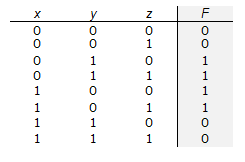 x y z F
0 0 0 0
0 0 1 0
0 1 0 1
0 1 1 1
1 0 0 1
1 0 1 1
1 1 0 0
1 1 1 0